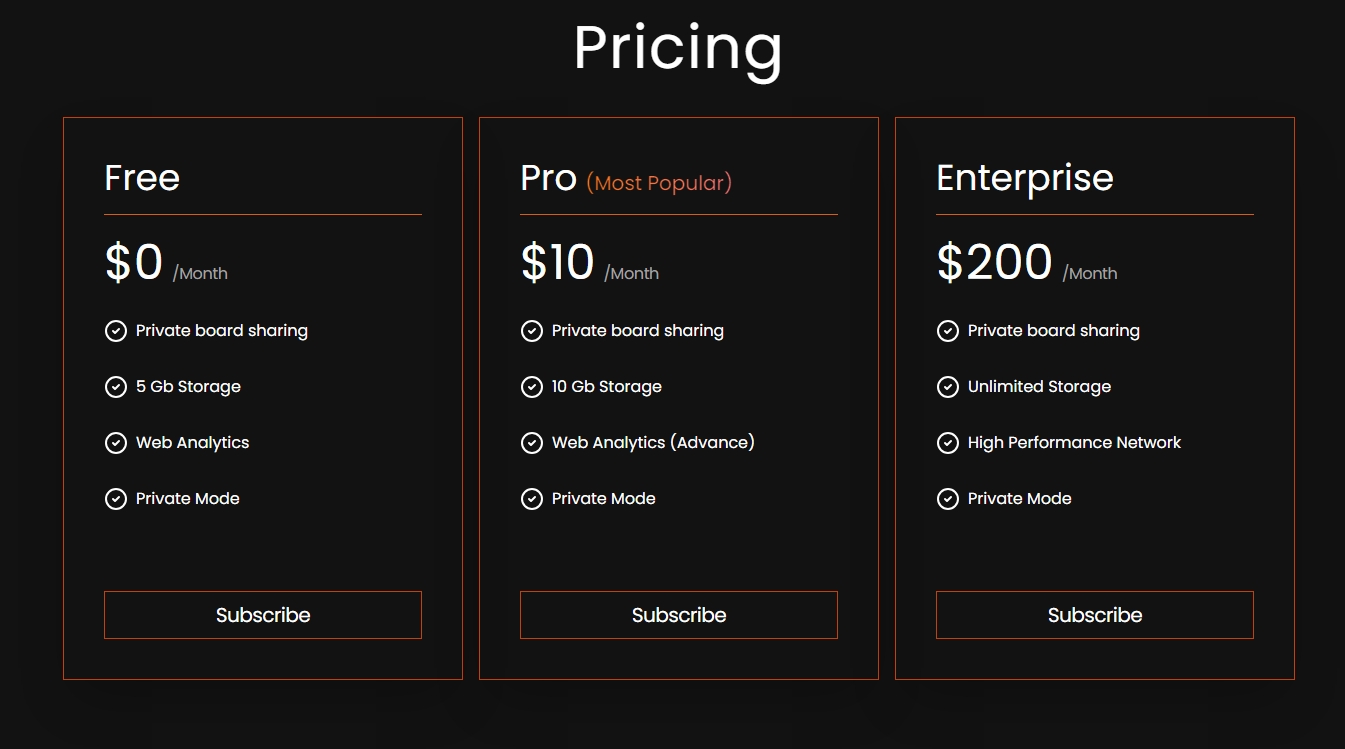 Pricing
Free
$0 /Month
Private board sharing
5 Gb Storage
Web Analytics
Private Mode
Subscribe
Pro (Most Popular)
$10 /Month
Private board sharing
10 Gb Storage
Web Analytics (Advance)
Private Mode
Subscribe
Enterprise
$200 /Month
Private board sharing
Unlimited Storage
High Performance Network
Private Mode
Subscribe